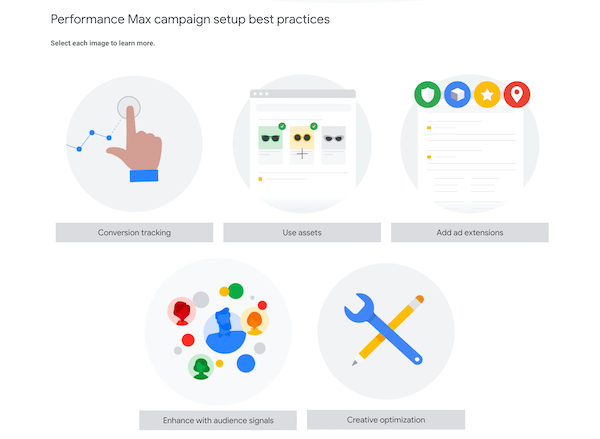 Performance Max campaign setup best practices
Select each image to learn more.
Conversion tracking
Use assets
Add ad extensions
Enhance with audience signals
Creative optimization